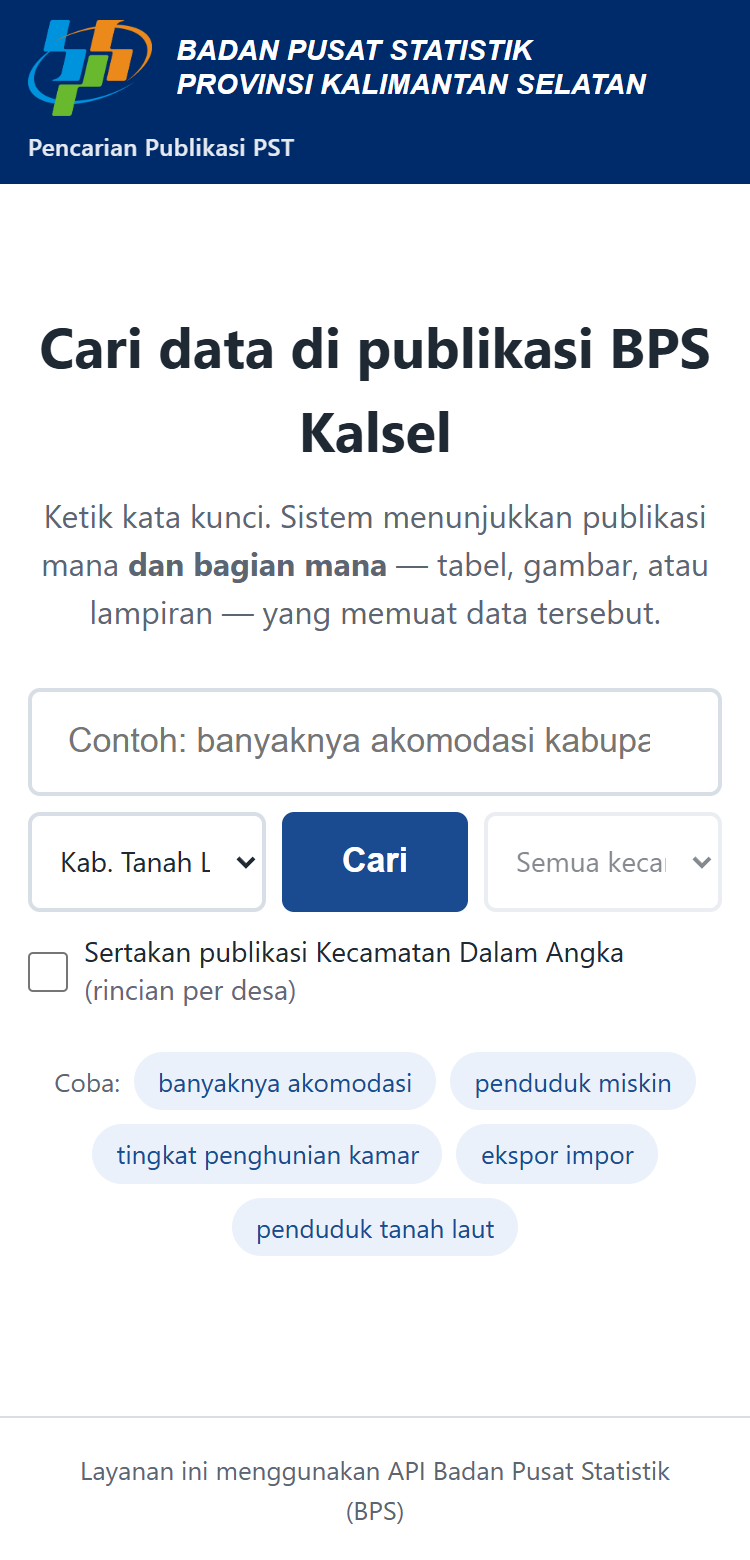 BADAN PUSAT STATISTIK
PROVINSI KALIMANTAN SELATAN
Pencarian Publikasi PST
Cari data di publikasi BPS
Kalsel
Ketik kata kunci. Sistem menunjukkan publikasi
mana dan bagian mana — tabel, gambar, atau
lampiran — yang memuat data tersebut.
Contoh: banyaknya akomodasi kabupa
Kab. Tanah L
Cari
Semua keca
Sertakan publikasi Kecamatan Dalam Angka
(rincian per desa)
Coba: banyaknya akomodasi penduduk miskin
tingkat penghunian kamar ekspor impor
penduduk tanah laut
Layanan ini menggunakan API Badan Pusat Statistik
(BPS)